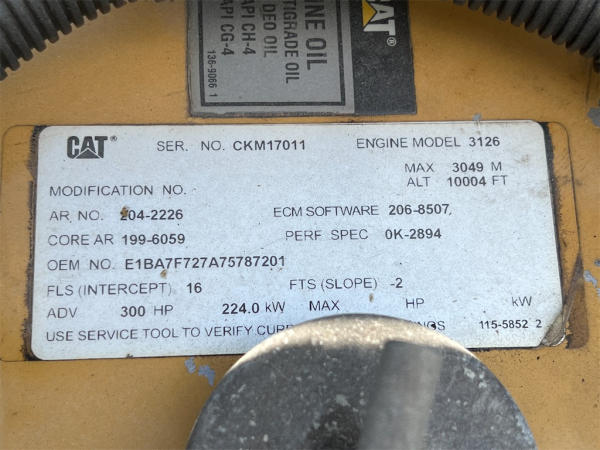 CAT
NE OIL
TIGRADE OIL
DEO OIL
API CH-4
API CG-4
136-9066 1
CAT®
SER. NO. CKM17011
ENGINE MODEL 3126
MAX 3049 M
ALT 10004 FT
MODIFICATION NO.
AR. NO. 204-2226 ECM SOFTWARE 206-8507
CORE AR 199-6059 PERF SPEC 0K-2894
OEM NO. E1BA7F727A75787201
FLS (INTERCEPT) 16 FTS (SLOPE) -2
ADV 300 HP 224.0 kW MAX HP kW
USE SERVICE TOOL TO VERIFY CURR NGS 115-5852 2